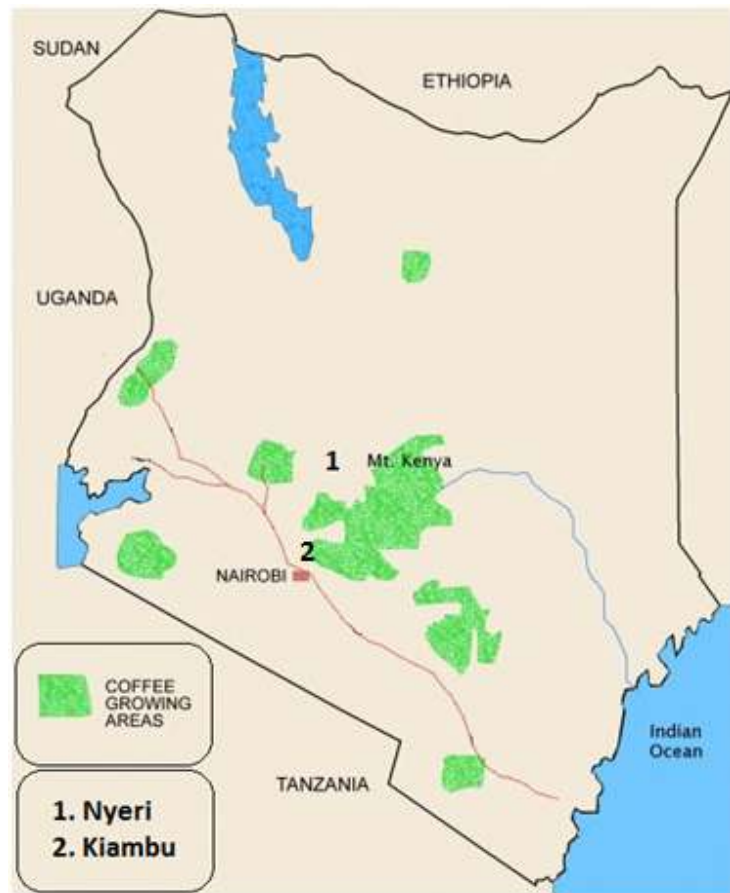 SUDAN
ETHIOPIA
UGANDA
1
Mt. Kenya
2
NAIROBI
COFFEE
GROWING
AREAS
Indian
Ocean
TANZANIA
1. Nyeri
2. Kiambu